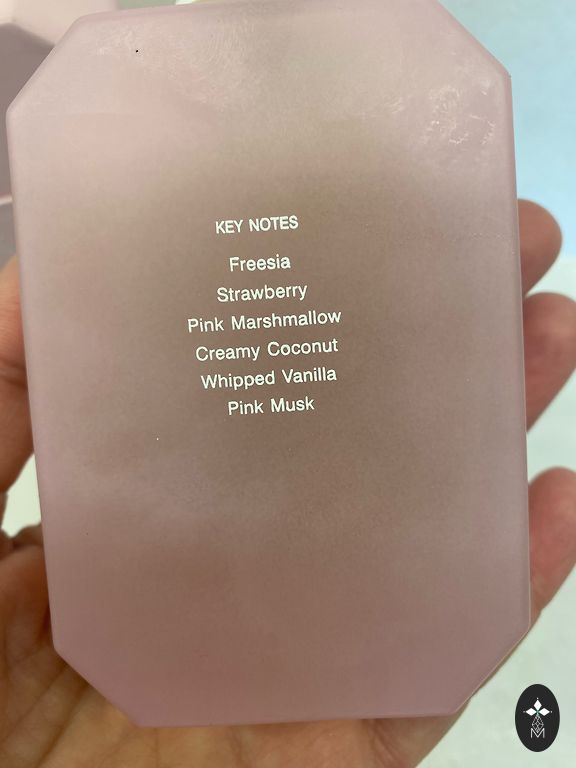 KEY NOTES
Freesia
Strawberry
Pink Marshmallow
Creamy Coconut
Whipped Vanilla
Pink Musk
M